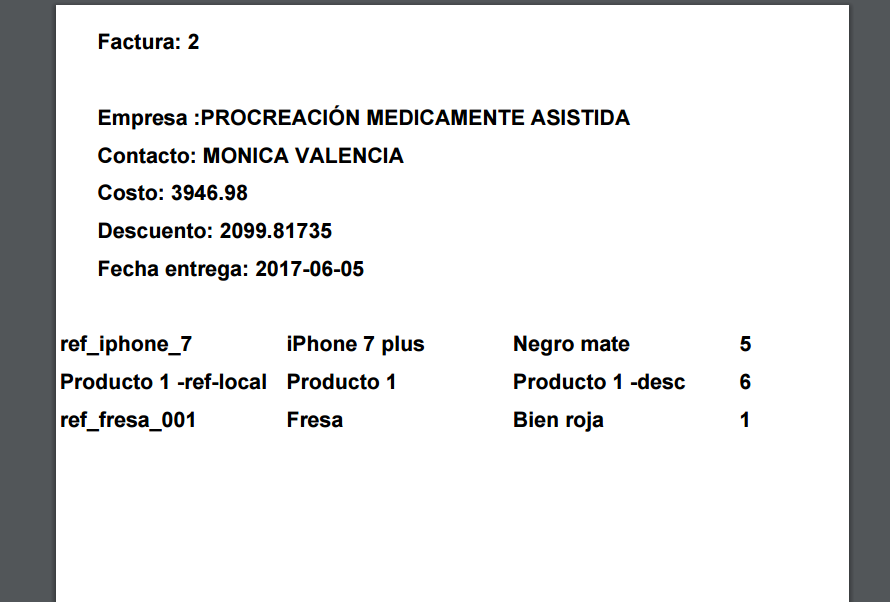 Factura: 2
Empresa :PROCREACIÓN MEDICAMENTE ASISTIDA
Contacto: MONICA VALENCIA
Costo: 3946.98
Descuento: 2099.81735
Fecha entrega: 2017-06-05
ref_iphone_7 iPhone 7 plus Negro mate 5
Producto 1 -ref-local Producto 1 Producto 1 -desc 6
ref_fresa_001 Fresa Bien roja 1